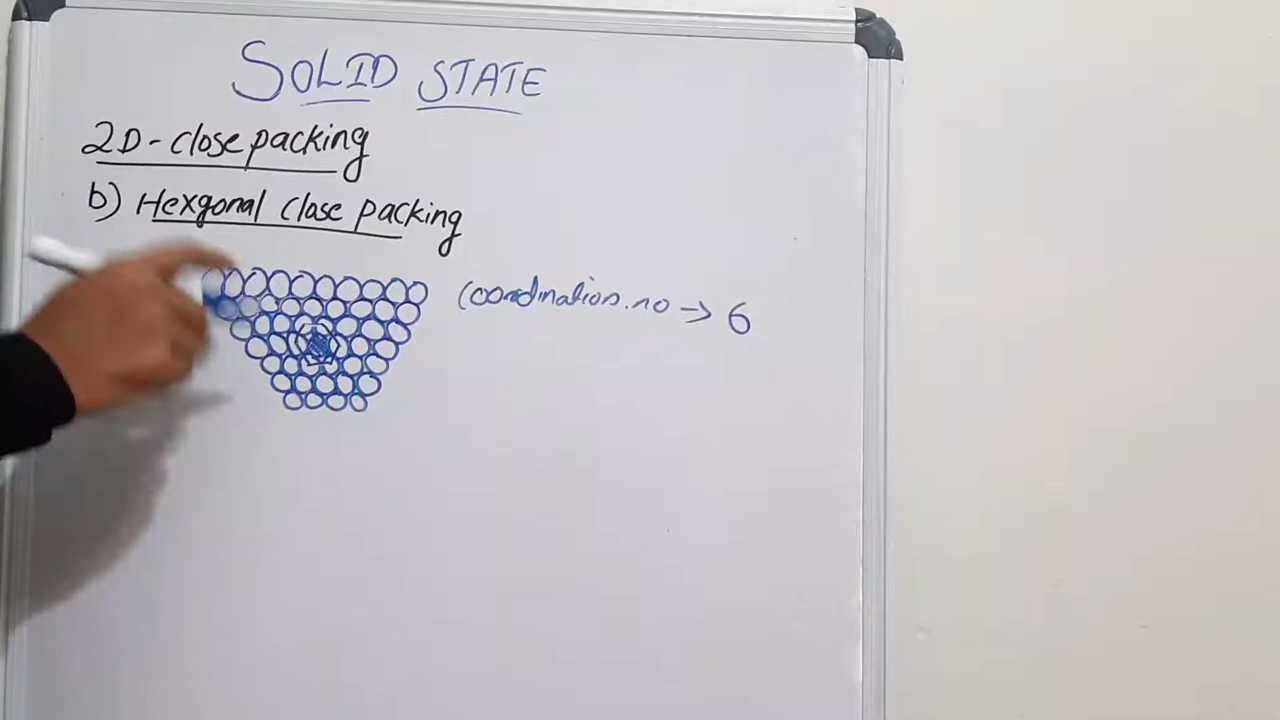 SOLID STATE
2D-close packing
b) Hexgonal close packing
Coordination.no → 6